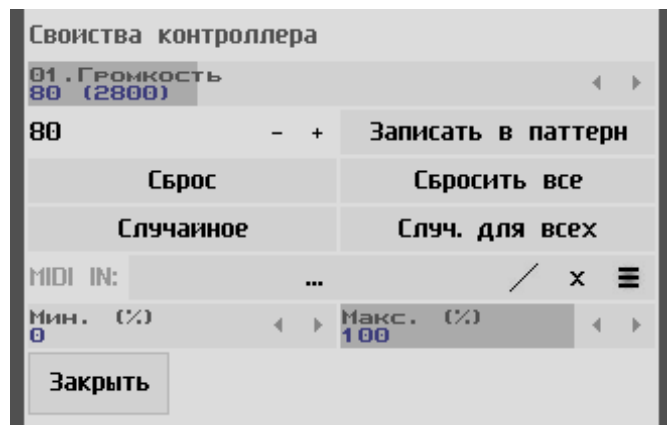 Свойства контроллера
01.Громкость
80 (2800)
80 - + Записать в паттерн
Сброс Сбросить все
Случайное Случ. для всех
MIDI IN: ... / x ☰
Мин. (%) Макс. (%)
0 100
Закрыть